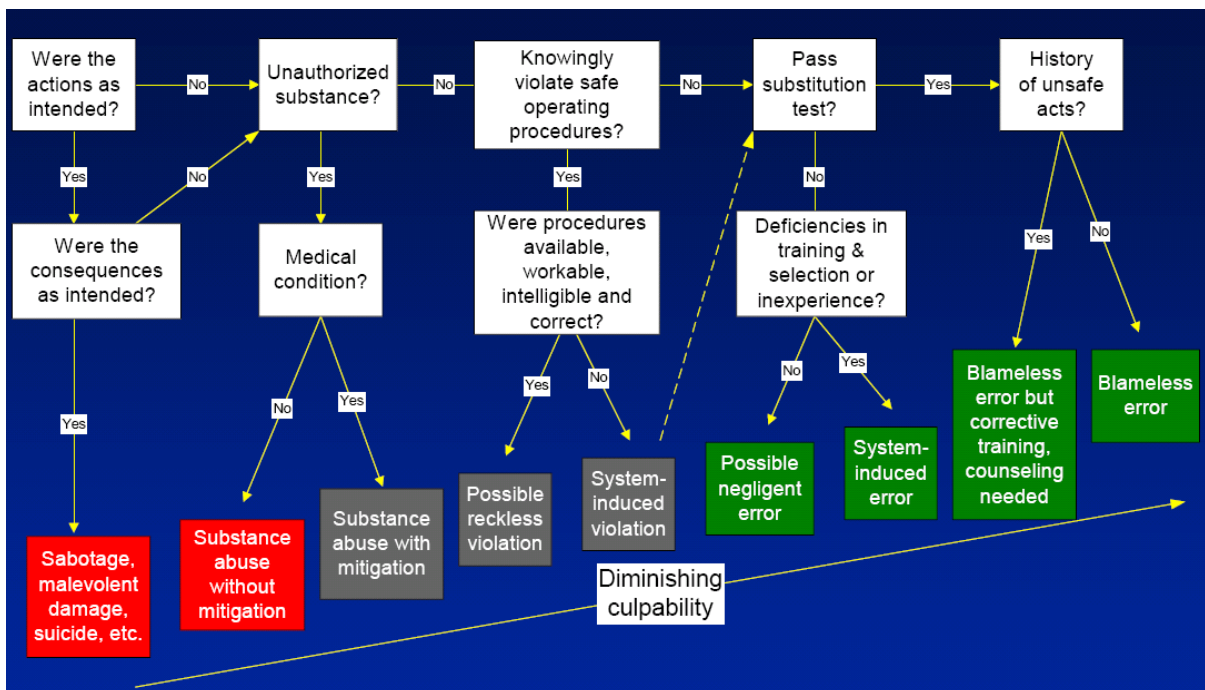 Were the
actions as
intended?
No
Unauthorized
substance?
No
Knowingly
violate safe
operating
procedures?
No
Pass
substitution
test?
Yes
History
of unsafe
acts?
Yes
No
Yes
Yes
No
Yes
No
Were the
consequences
as intended?
Medical
condition?
Were procedures
available,
workable,
intelligible and
correct?
Deficiencies in
training &
selection or
inexperience?
Yes
No
Yes
No
Yes
No
Yes
Sabotage,
malevolent
damage,
suicide, etc.
Substance
abuse
without
mitigation
Substance
abuse with
mitigation
Possible
reckless
violation
System-
induced
violation
Possible
negligent
error
System-
induced
error
Blameless
error but
corrective
training,
counseling
needed
Blameless
error
Diminishing
culpability